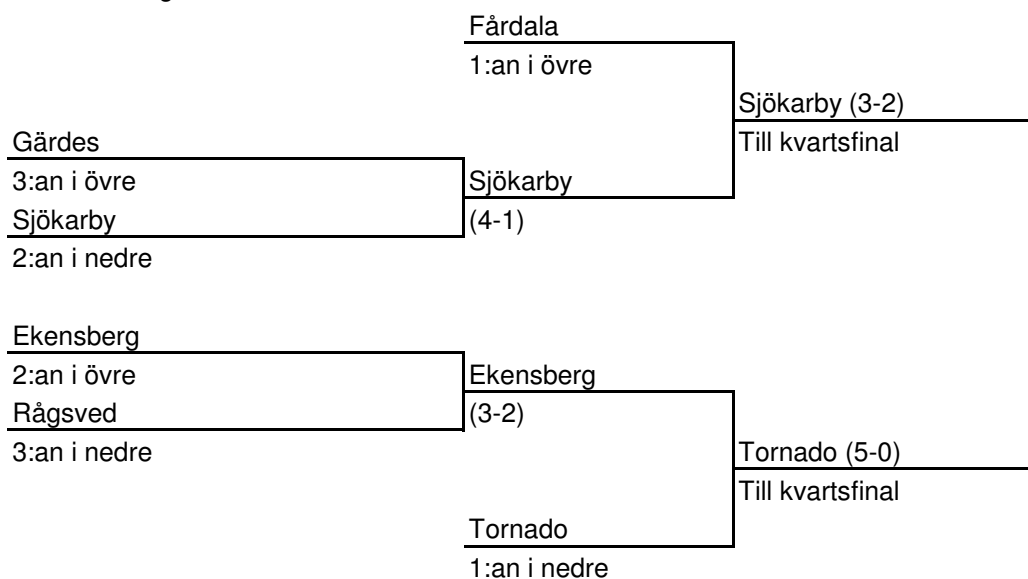 Fårdala
1:an i övre
Sjökarby (3-2)
Till kvartsfinal
Gärdes
3:an i övre
Sjökarby
Sjökarby
(4-1)
2:an i nedre
Ekensberg
2:an i övre
Ekensberg
Rågsved
(3-2)
3:an i nedre
Tornado (5-0)
Till kvartsfinal
Tornado
1:an i nedre